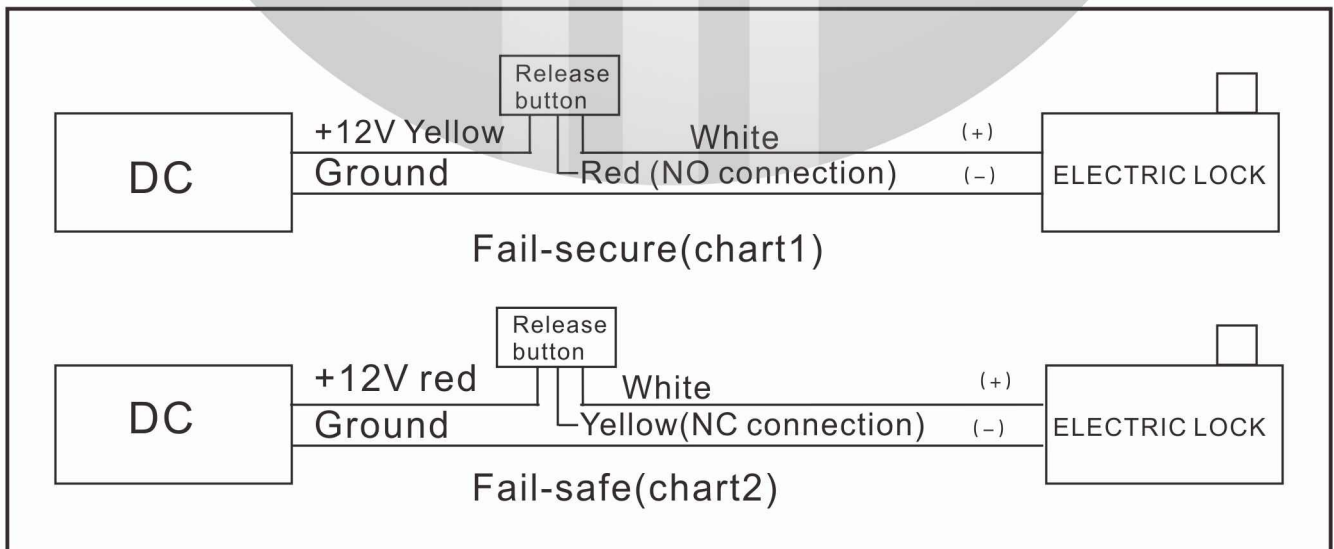 Release
button
+12V Yellow
White
(+)
DC
Ground
Red (NO connection)
(-)
ELECTRIC LOCK
Fail-secure(chart1)
Release
button
+12V red
White
(+)
DC
Ground
Yellow(NC connection)
(-)
ELECTRIC LOCK
Fail-safe(chart2)